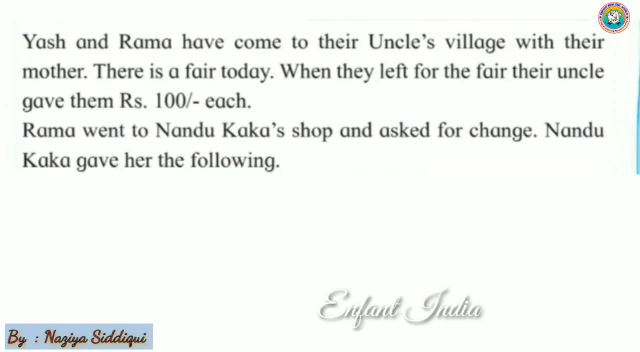 Yash and Rama have come to their Uncle's village with their
mother. There is a fair today. When they left for the fair their uncle
gave them Rs. 100/- each.
Rama went to Nandu Kaka's shop and asked for change. Nandu
Kaka gave her the following.
Enfant India
By : Naziya Siddiqui